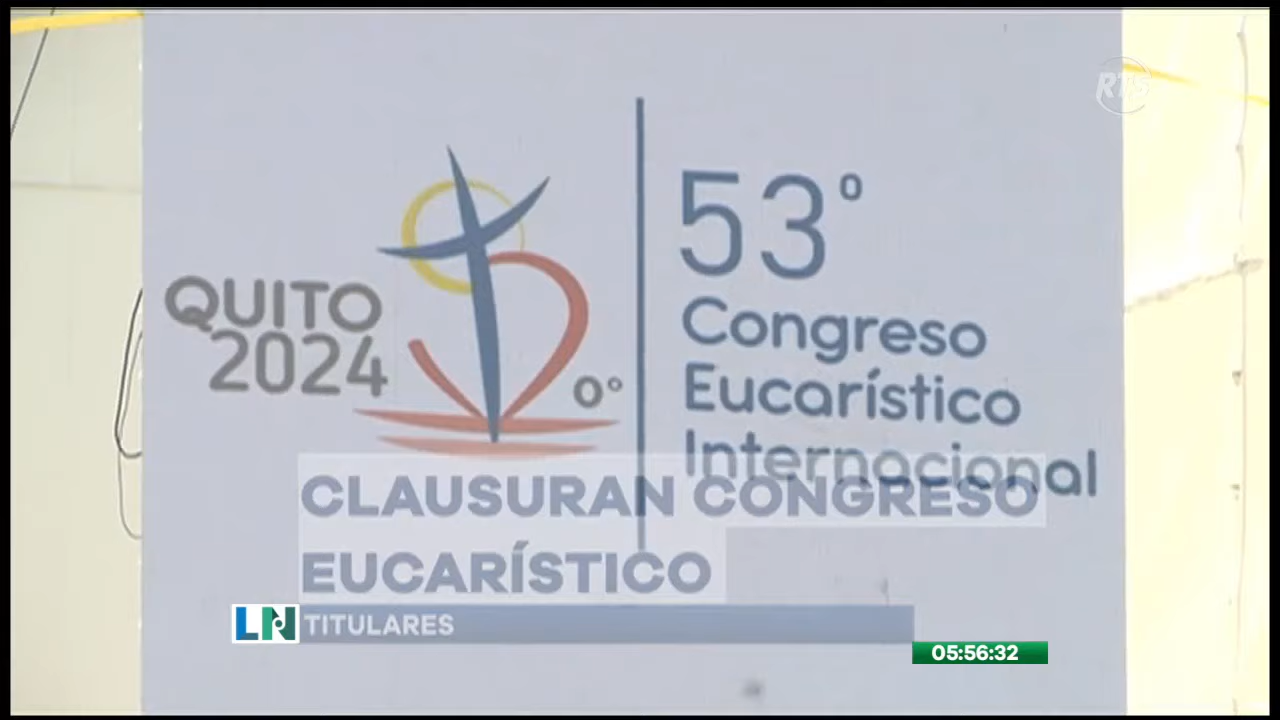 RTS
53°
QUITO
2024
0°
Congreso
Eucarístico
Internacional
CLAUSURAN CONGRESO
EUCARÍSTICO
LN TITULARES
05:56:32